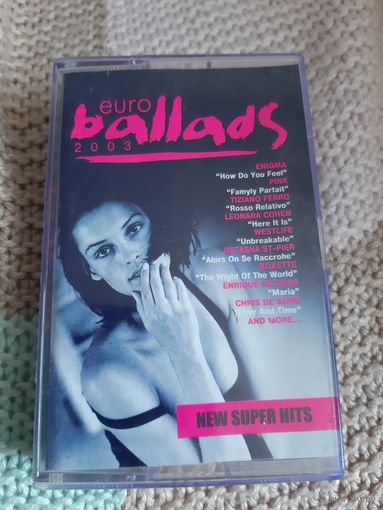 euro
ballads
2003
ENIGMA
"How Do You Feel"
PINK
"Famyly Partait"
TIZIANO FERRO
"Rosso Relativo"
LEONARA COHEN
"Here It Is"
WESTLIFE
"Unbreakable"
NATASHA ST-PIER
"Alors On Se Raccrohe"
ROXETTE
"The Wight Of The World"
ENRIQUE IGLESIAS
"Maria"
CHRIS DE BURG
and Time"
AND MORE...
NEW SUPER HITS